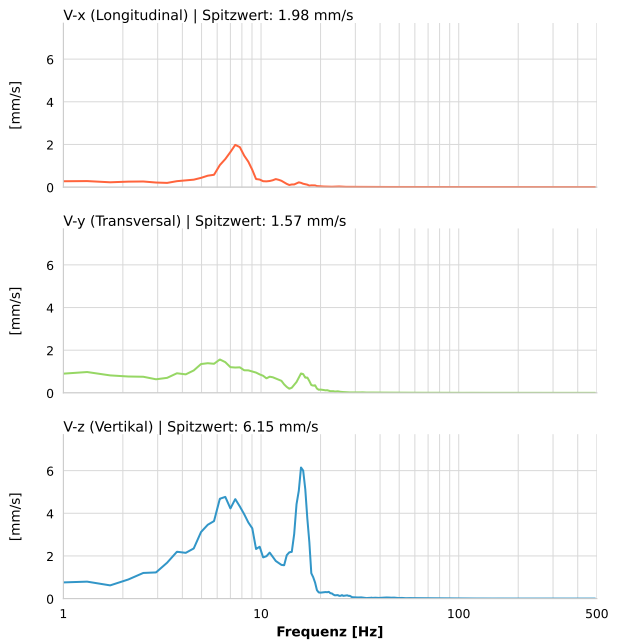 V-x (Longitudinal) | Spitzwert: 1.98 mm/s
6
4
2
0
[mm/s]
V-y (Transversal) | Spitzwert: 1.57 mm/s
6
4
2
0
[mm/s]
V-z (Vertikal) | Spitzwert: 6.15 mm/s
6
4
2
0
[mm/s]
1 10 100 500
Frequenz [Hz]